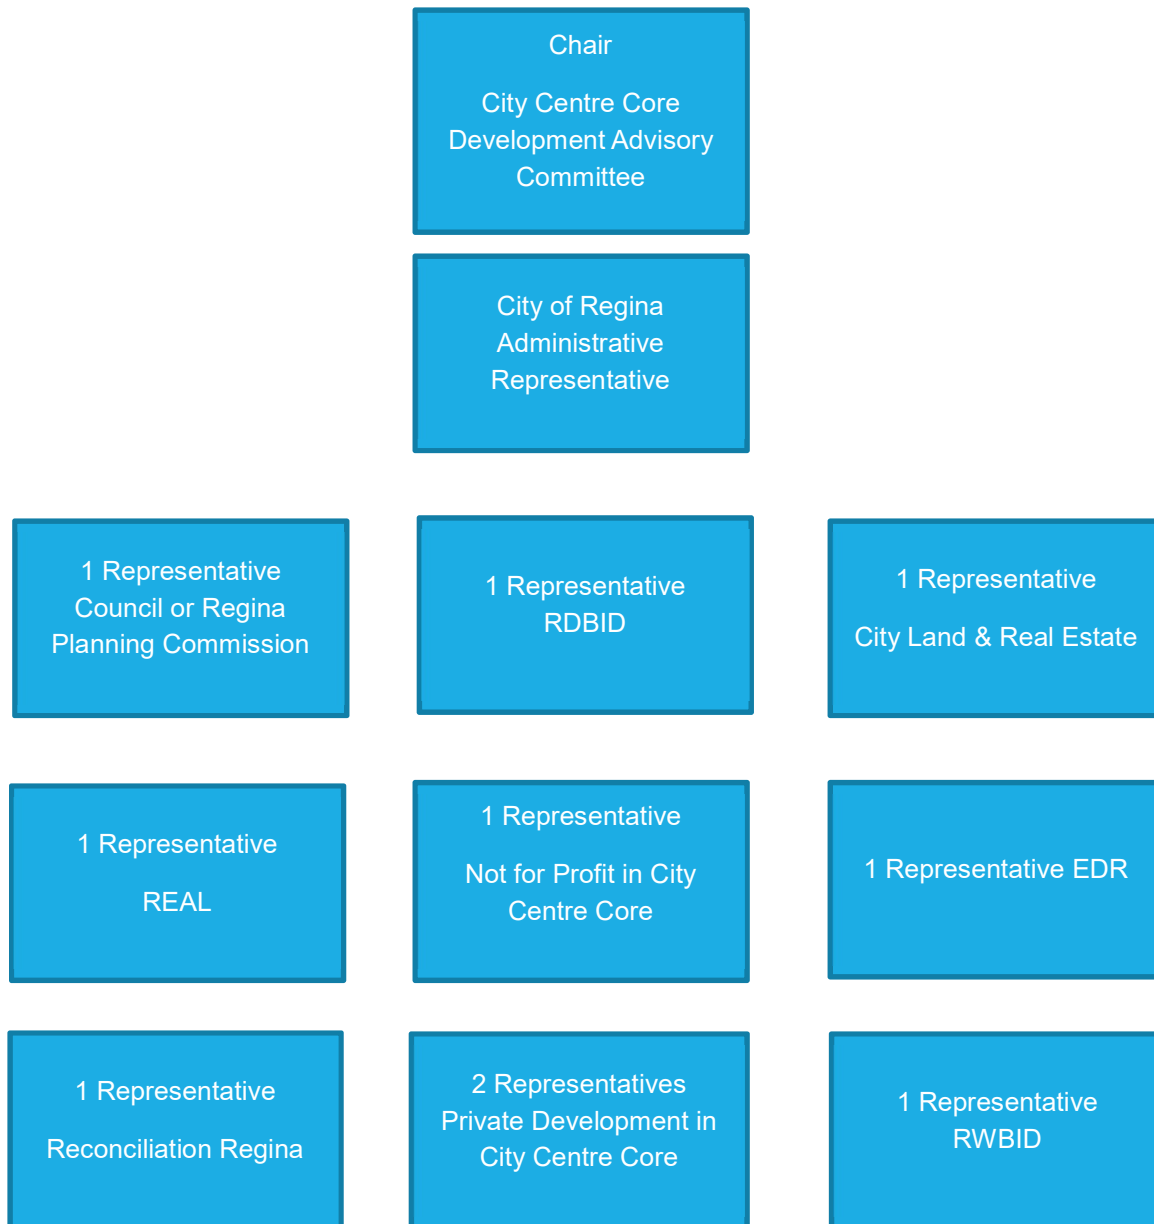 Chair
City Centre Core
Development Advisory
Committee
City of Regina
Administrative
Representative
1 Representative
Council or Regina
Planning Commission
1 Representative
RDBID
1 Representative
City Land & Real Estate
1 Representative
REAL
1 Representative
Not for Profit in City
Centre Core
1 Representative EDR
1 Representative
Reconciliation Regina
2 Representatives
Private Development in
City Centre Core
1 Representative
RWBID